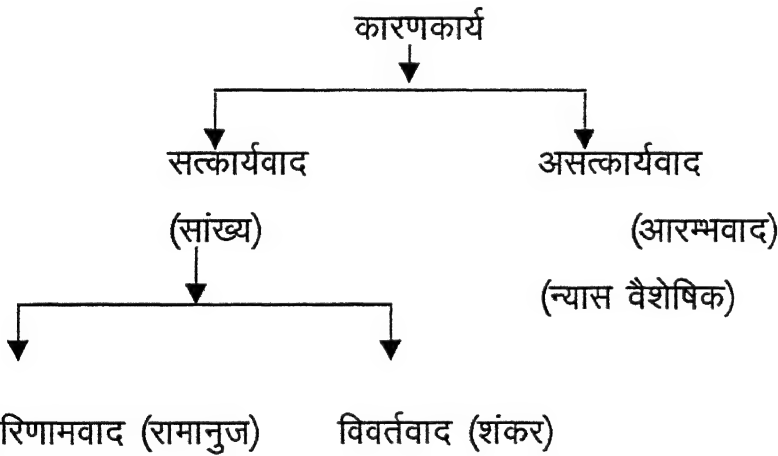 कारणकार्य
सत्कार्यवाद असत्कार्यवाद
(सांख्य) (आरम्भवाद)
(न्यास वैशेषिक)
रिणामवाद (रामानुज) विवर्तवाद (शंकर)